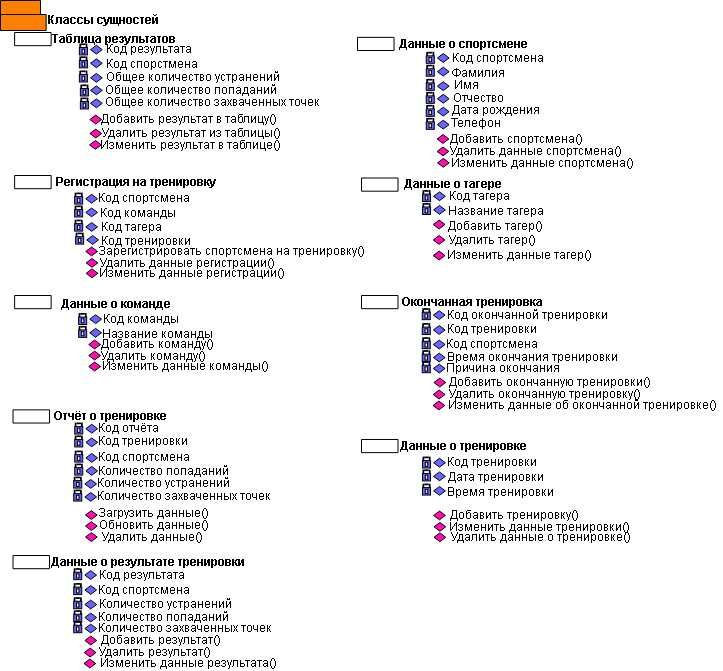 Классы сущностей
Таблица результатов
Код результата
Код спорстмена
Общее количество устранений
Общее количество попаданий
Общее количество захваченных точек
Добавить результат в таблицу()
Удалить результат из таблицы()
Изменить результат в таблице()
Регистрация на тренировку
Код спортсмена
Код команды
Код тагера
Код тренировки
Зарегистрировать спортсмена на тренировку()
Удалить данные регистрации()
Изменить данные регистрации()
Данные о команде
Код команды
Название команды
Добавить команду()
Удалить команду()
Изменить данные команды()
Отчёт о тренировке
Код отчёта
Код тренировки
Код спортсмена
Количество попаданий
Количество устранений
Количество захваченных точек
Загрузить данные()
Обновить данные()
Удалить данные()
Данные о результате тренировки
Код результата
Код спортсмена
Количество устранений
Количество попаданий
Количество захваченных точек
Добавить результат()
Удалить результат()
Изменить данные результата()
Данные о спортсмене
Код спортсмена
Фамилия
Имя
Отчество
Дата рождения
Телефон
Добавить спортсмена()
Удалить данные спортсмена()
Изменить данные спортсмена()
Данные о тагере
Код тагера
Название тагера
Добавить тагер()
Удалить тагер()
Изменить данные тагер()
Окончанная тренировка
Код окончанной тренировки
Код тренировки
Код спортсмена
Время окончания тренировки
Причина окончания
Добавить окончанную тренировки()
Удалить окончанную тренировку()
Изменить данные об окончанной тренировке()
Данные о тренировке
Код тренировки
Дата тренировки
Время тренировки
Добавить тренировку()
Изменить данные тренировки()
Удалить данные о тренировке()